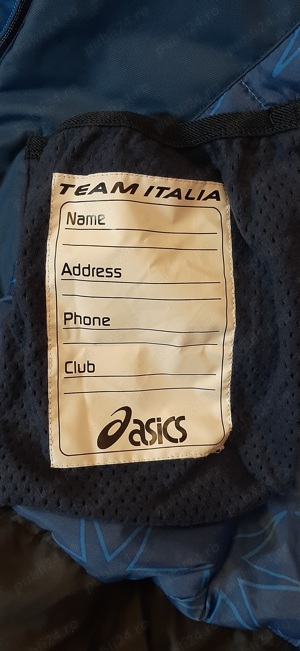 TEAM ITALIA
Name
Address
Phone
Club
asics